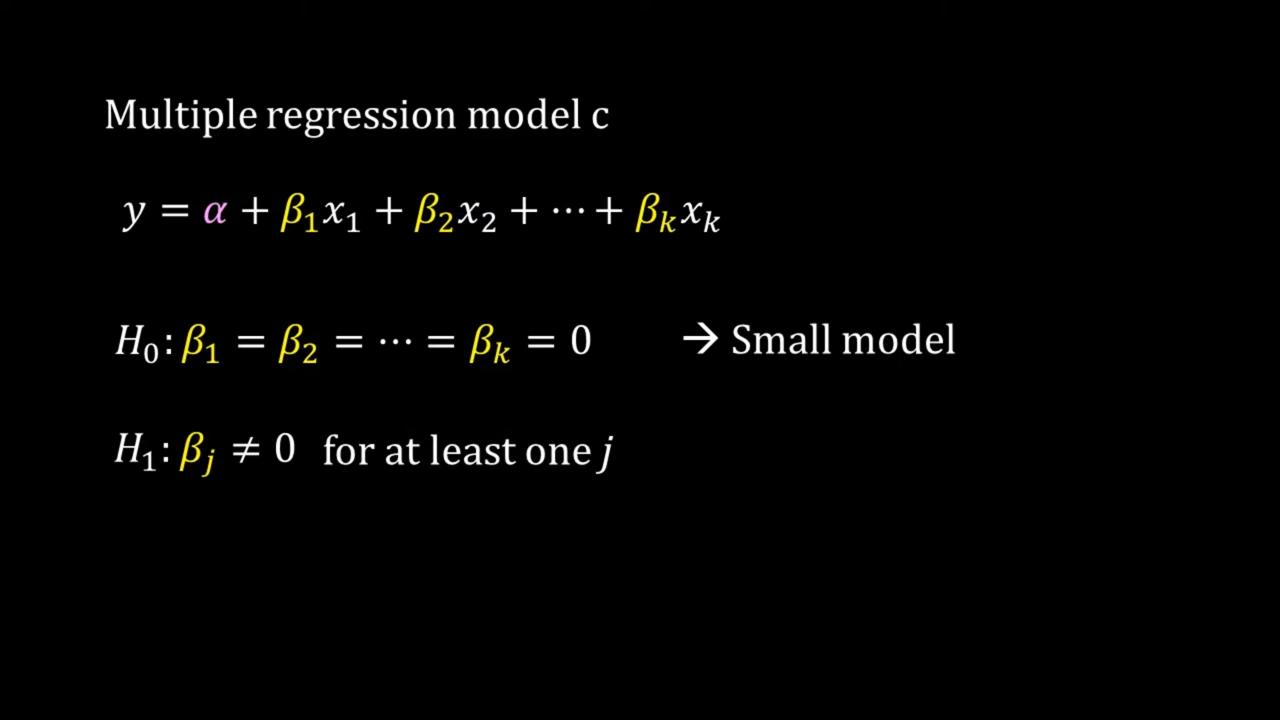 Multiple regression model c
y = α + β₁x₁ + β₂x₂ + ⋯ + βₖxₖ
H₀: β₁ = β₂ = ⋯ = βₖ = 0 → Small model
H₁: βⱼ ≠ 0 for at least one j